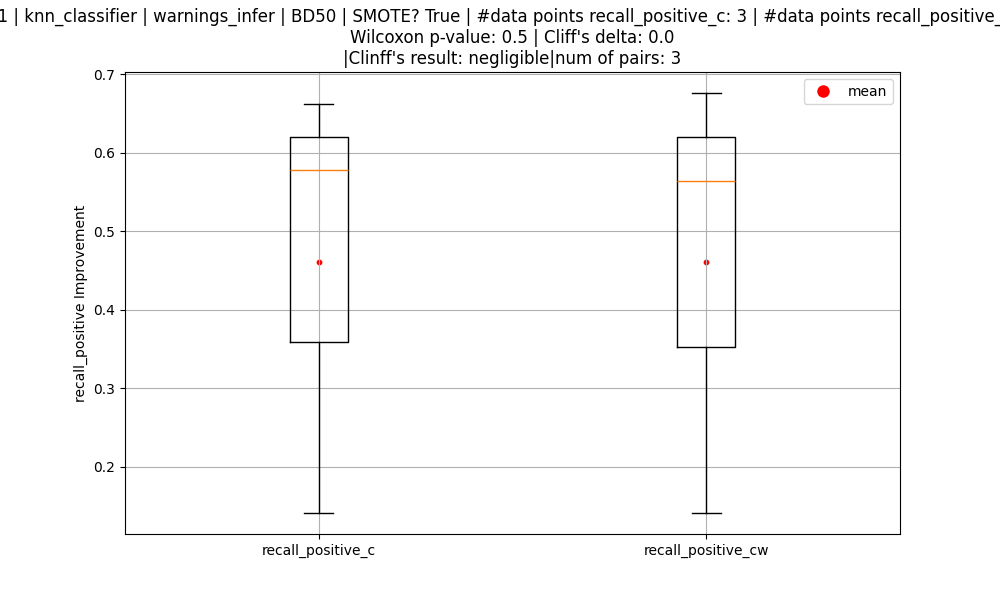 1 | knn_classifier | warnings_infer | BD50 | SMOTE? True | #data points recall_positive_c: 3 | #data points recall_positive_
Wilcoxon p-value: 0.5 | Cliff's delta: 0.0
|Clinff's result: negligible|num of pairs: 3
mean
0.7
0.6
0.5
0.4
0.3
0.2
recall_positive Improvement
recall_positive_c
recall_positive_cw